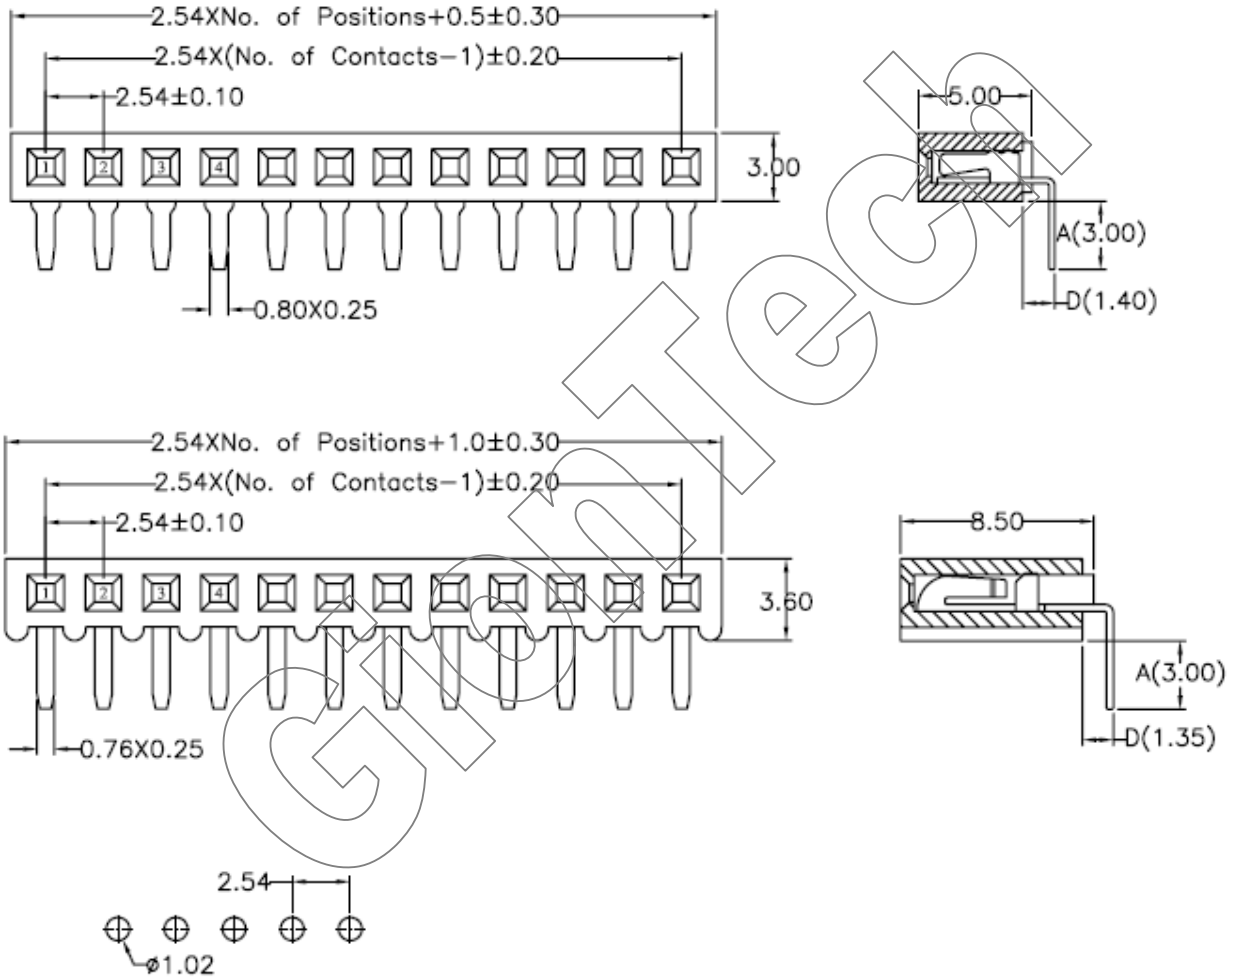 2.54XNo. of Positions+0.5±0.30
2.54X(No. of Contacts-1)±0.20
2.54±0.10
5.00
1 2 3 4
3.00
A(3.00)
0.80X0.25
D(1.40)
2.54XNo. of Positions+1.0±0.30
2.54X(No. of Contacts-1)±0.20
2.54±0.10
8.50
1 2 3 4
3.60
A(3.00)
0.76X0.25
D(1.35)
2.54
ø1.02
GionTech